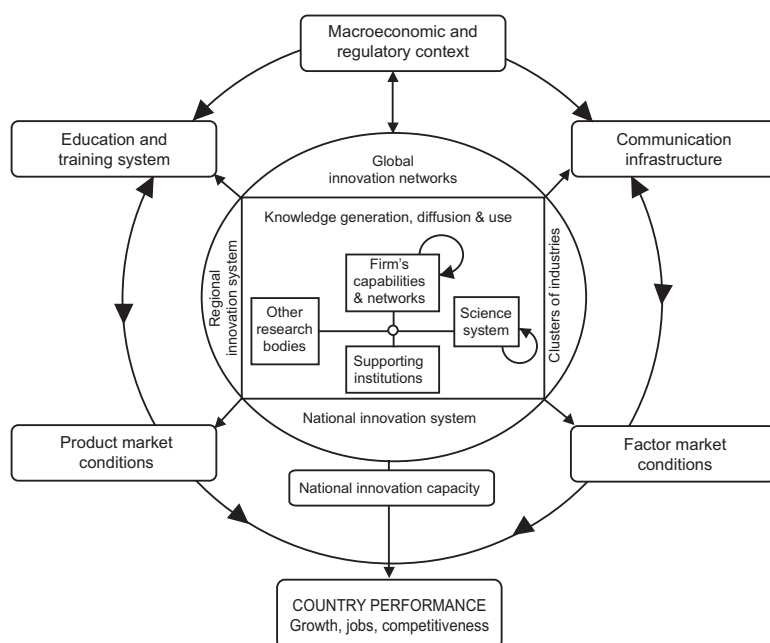 Macroeconomic and
regulatory context
Education and
training system
Communication
infrastructure
Global
innovation networks
Knowledge generation, diffusion & use
Regional
innovation system
Clusters of industries
Firm's
capabilities
& networks
Other
research
bodies
Science
system
Supporting
institutions
National innovation system
Product market
conditions
Factor market
conditions
National innovation capacity
COUNTRY PERFORMANCE
Growth, jobs, competitiveness